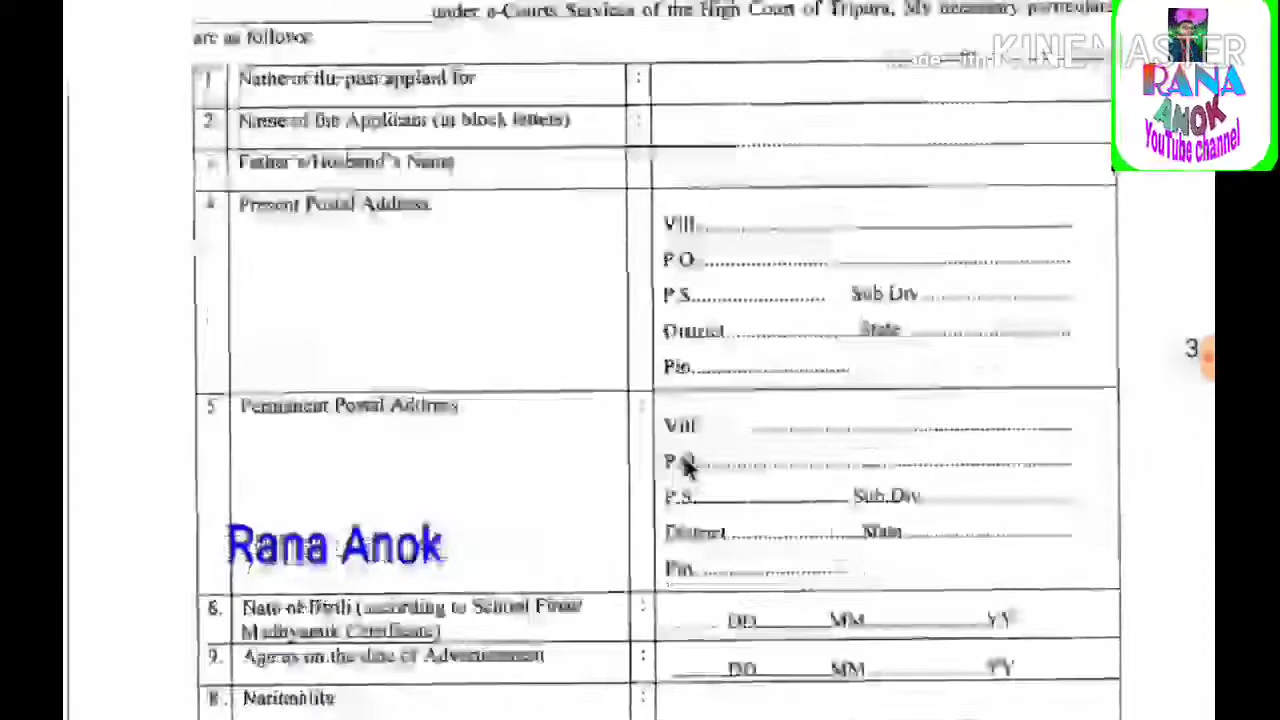 under e-Courts Services of the High Court of Tripura, My necessary particulars
are as follows
Made with KINEMASTER
RANA
ANOK
YouTube channel
1 Name of the post applied for :
2. Name of the Applicant (in block letters) :
Father's/Husband's Name
4 Present Postal Address
Vill
P O
P S Sub Div
District State
Pin
3
5 Permanent Postal Address :
Vill
P.S. Sub.Div
District State
Pin
Rana Anok
6. Date of Birth (according to School Final/ : DD MM YY
Madhyamik Certificate)
Age as on the date of Advertisement : DD MM YY
8. Nationality :